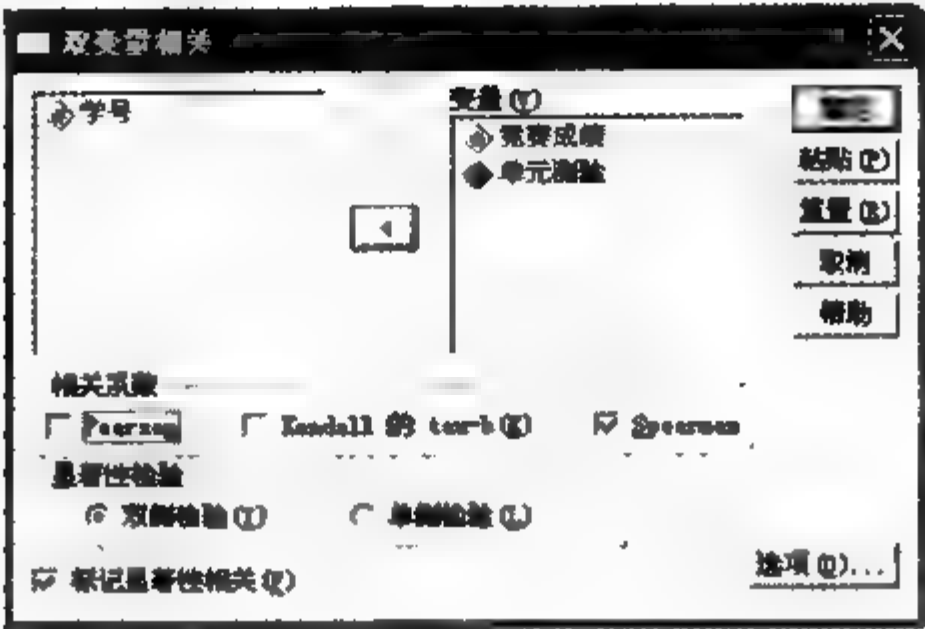 双变量相关
学号
变量(V)
竞赛成绩
单元测验
粘贴(P)
重置(R)
取消
帮助
相关系数
Pearson
Kendall 的 tau-b(K)
Spearman
显著性检验
双侧检验(T)
单侧检验(L)
标记显著性相关(F)
选项(O)...